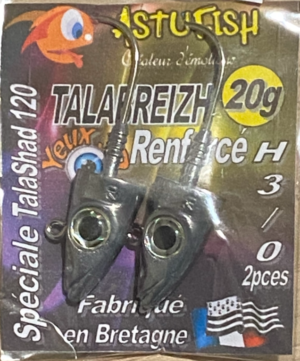 ASTUFISH
Créateur d'émotions
TALABREIZH 20g
Yeux
Renforcé
H
3
/
0
2pces
Speciale TalaShad 120
Fabriqué
en Bretagne